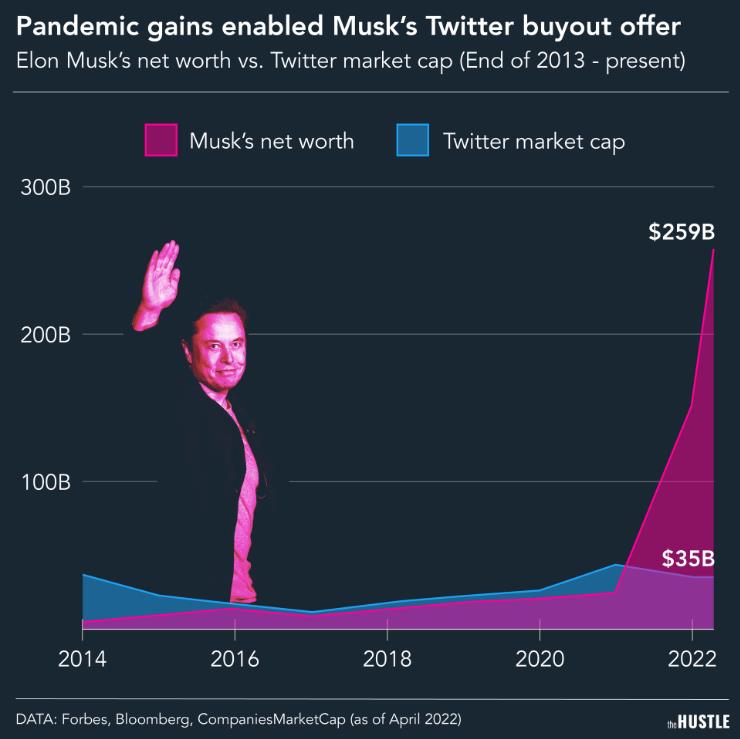 Pandemic gains enabled Musk's Twitter buyout offer
Elon Musk's net worth vs. Twitter market cap (End of 2013 - present)
Musk's net worth
Twitter market cap
300B
$259B
200B
100B
$35B
2014
2016
2018
2020
2022
DATA: Forbes, Bloomberg, CompaniesMarketCap (as of April 2022)
the HUSTLE